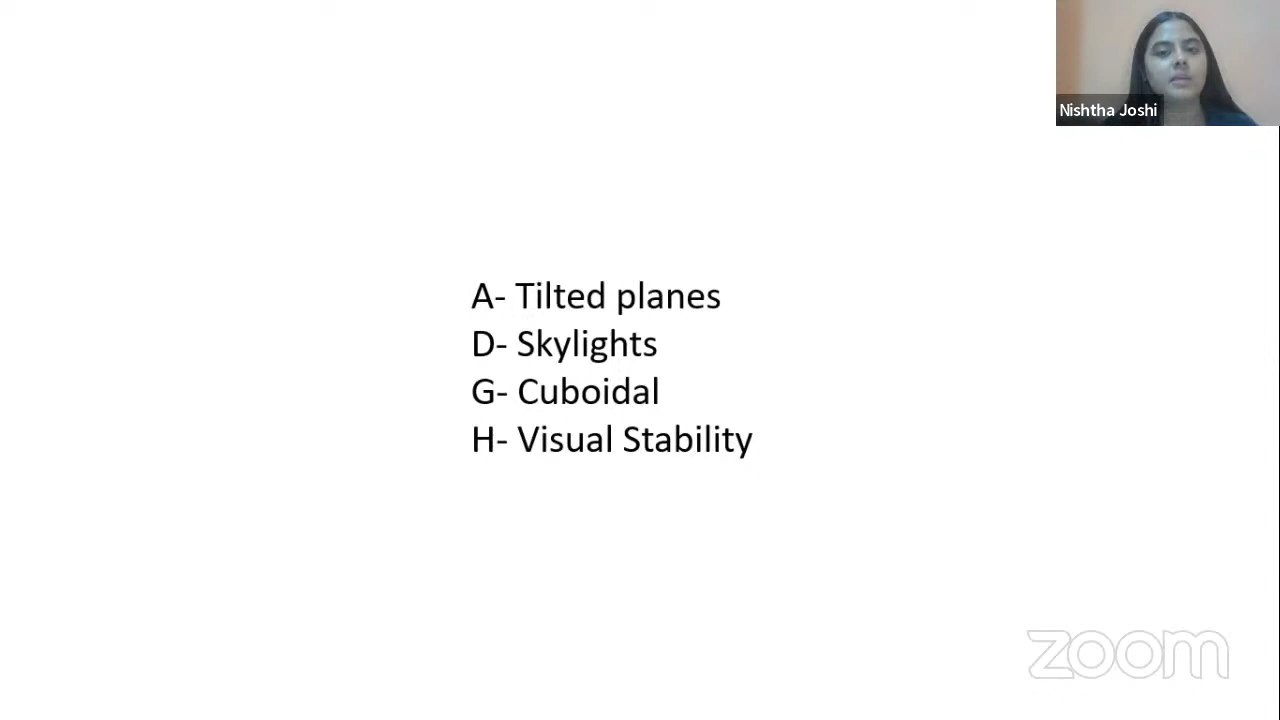 Nishtha Joshi
A- Tilted planes
D- Skylights
G- Cuboidal
H- Visual Stability
zoom